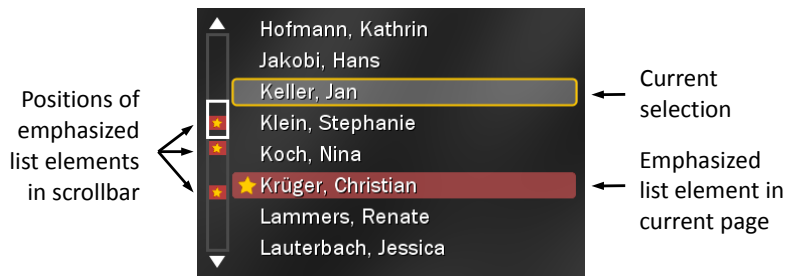 Positions of
emphasized
list elements
in scrollbar
Hofmann, Kathrin
Jakobi, Hans
Keller, Jan
Klein, Stephanie
Koch, Nina
Krüger, Christian
Lammers, Renate
Lauterbach, Jessica
Current
selection
Emphasized
list element in
current page